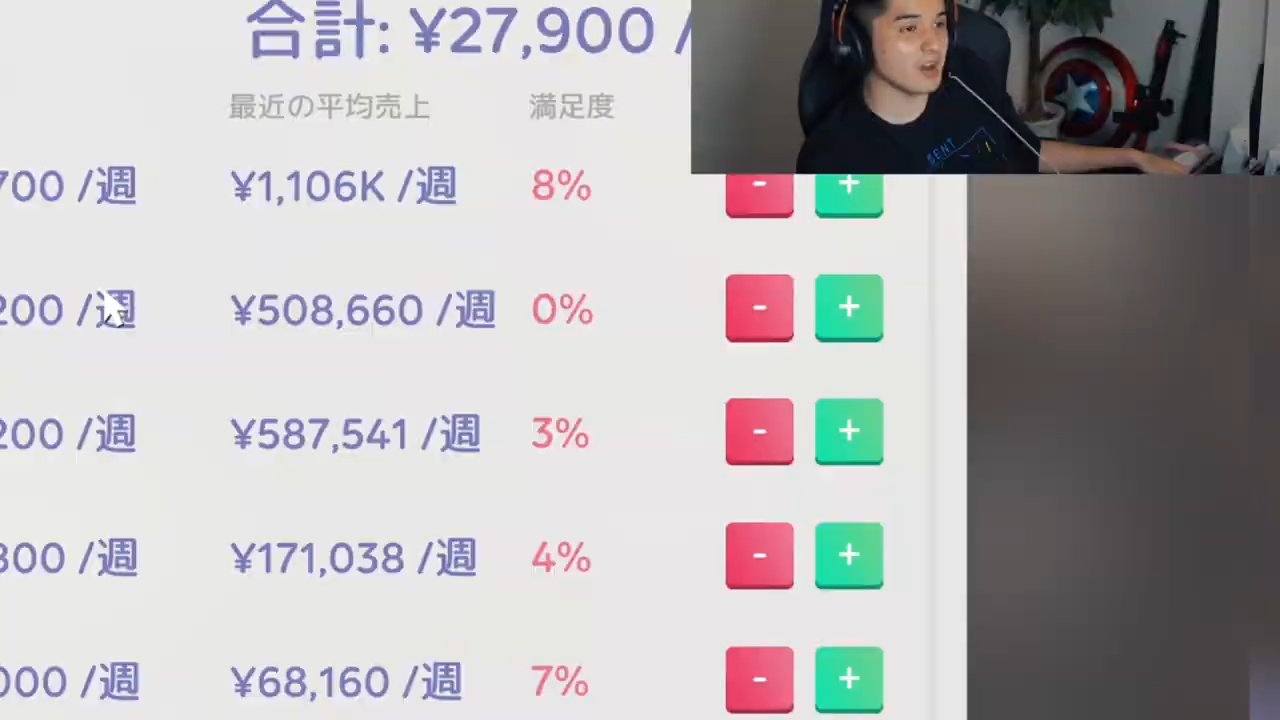 合計: ¥27,900 /
最近の平均売上 満足度
700 /週 ¥1,106K /週 8% - +
200 /週 ¥508,660 /週 0% - +
200 /週 ¥587,541 /週 3% - +
300 /週 ¥171,038 /週 4% - +
000 /週 ¥68,160 /週 7% - +